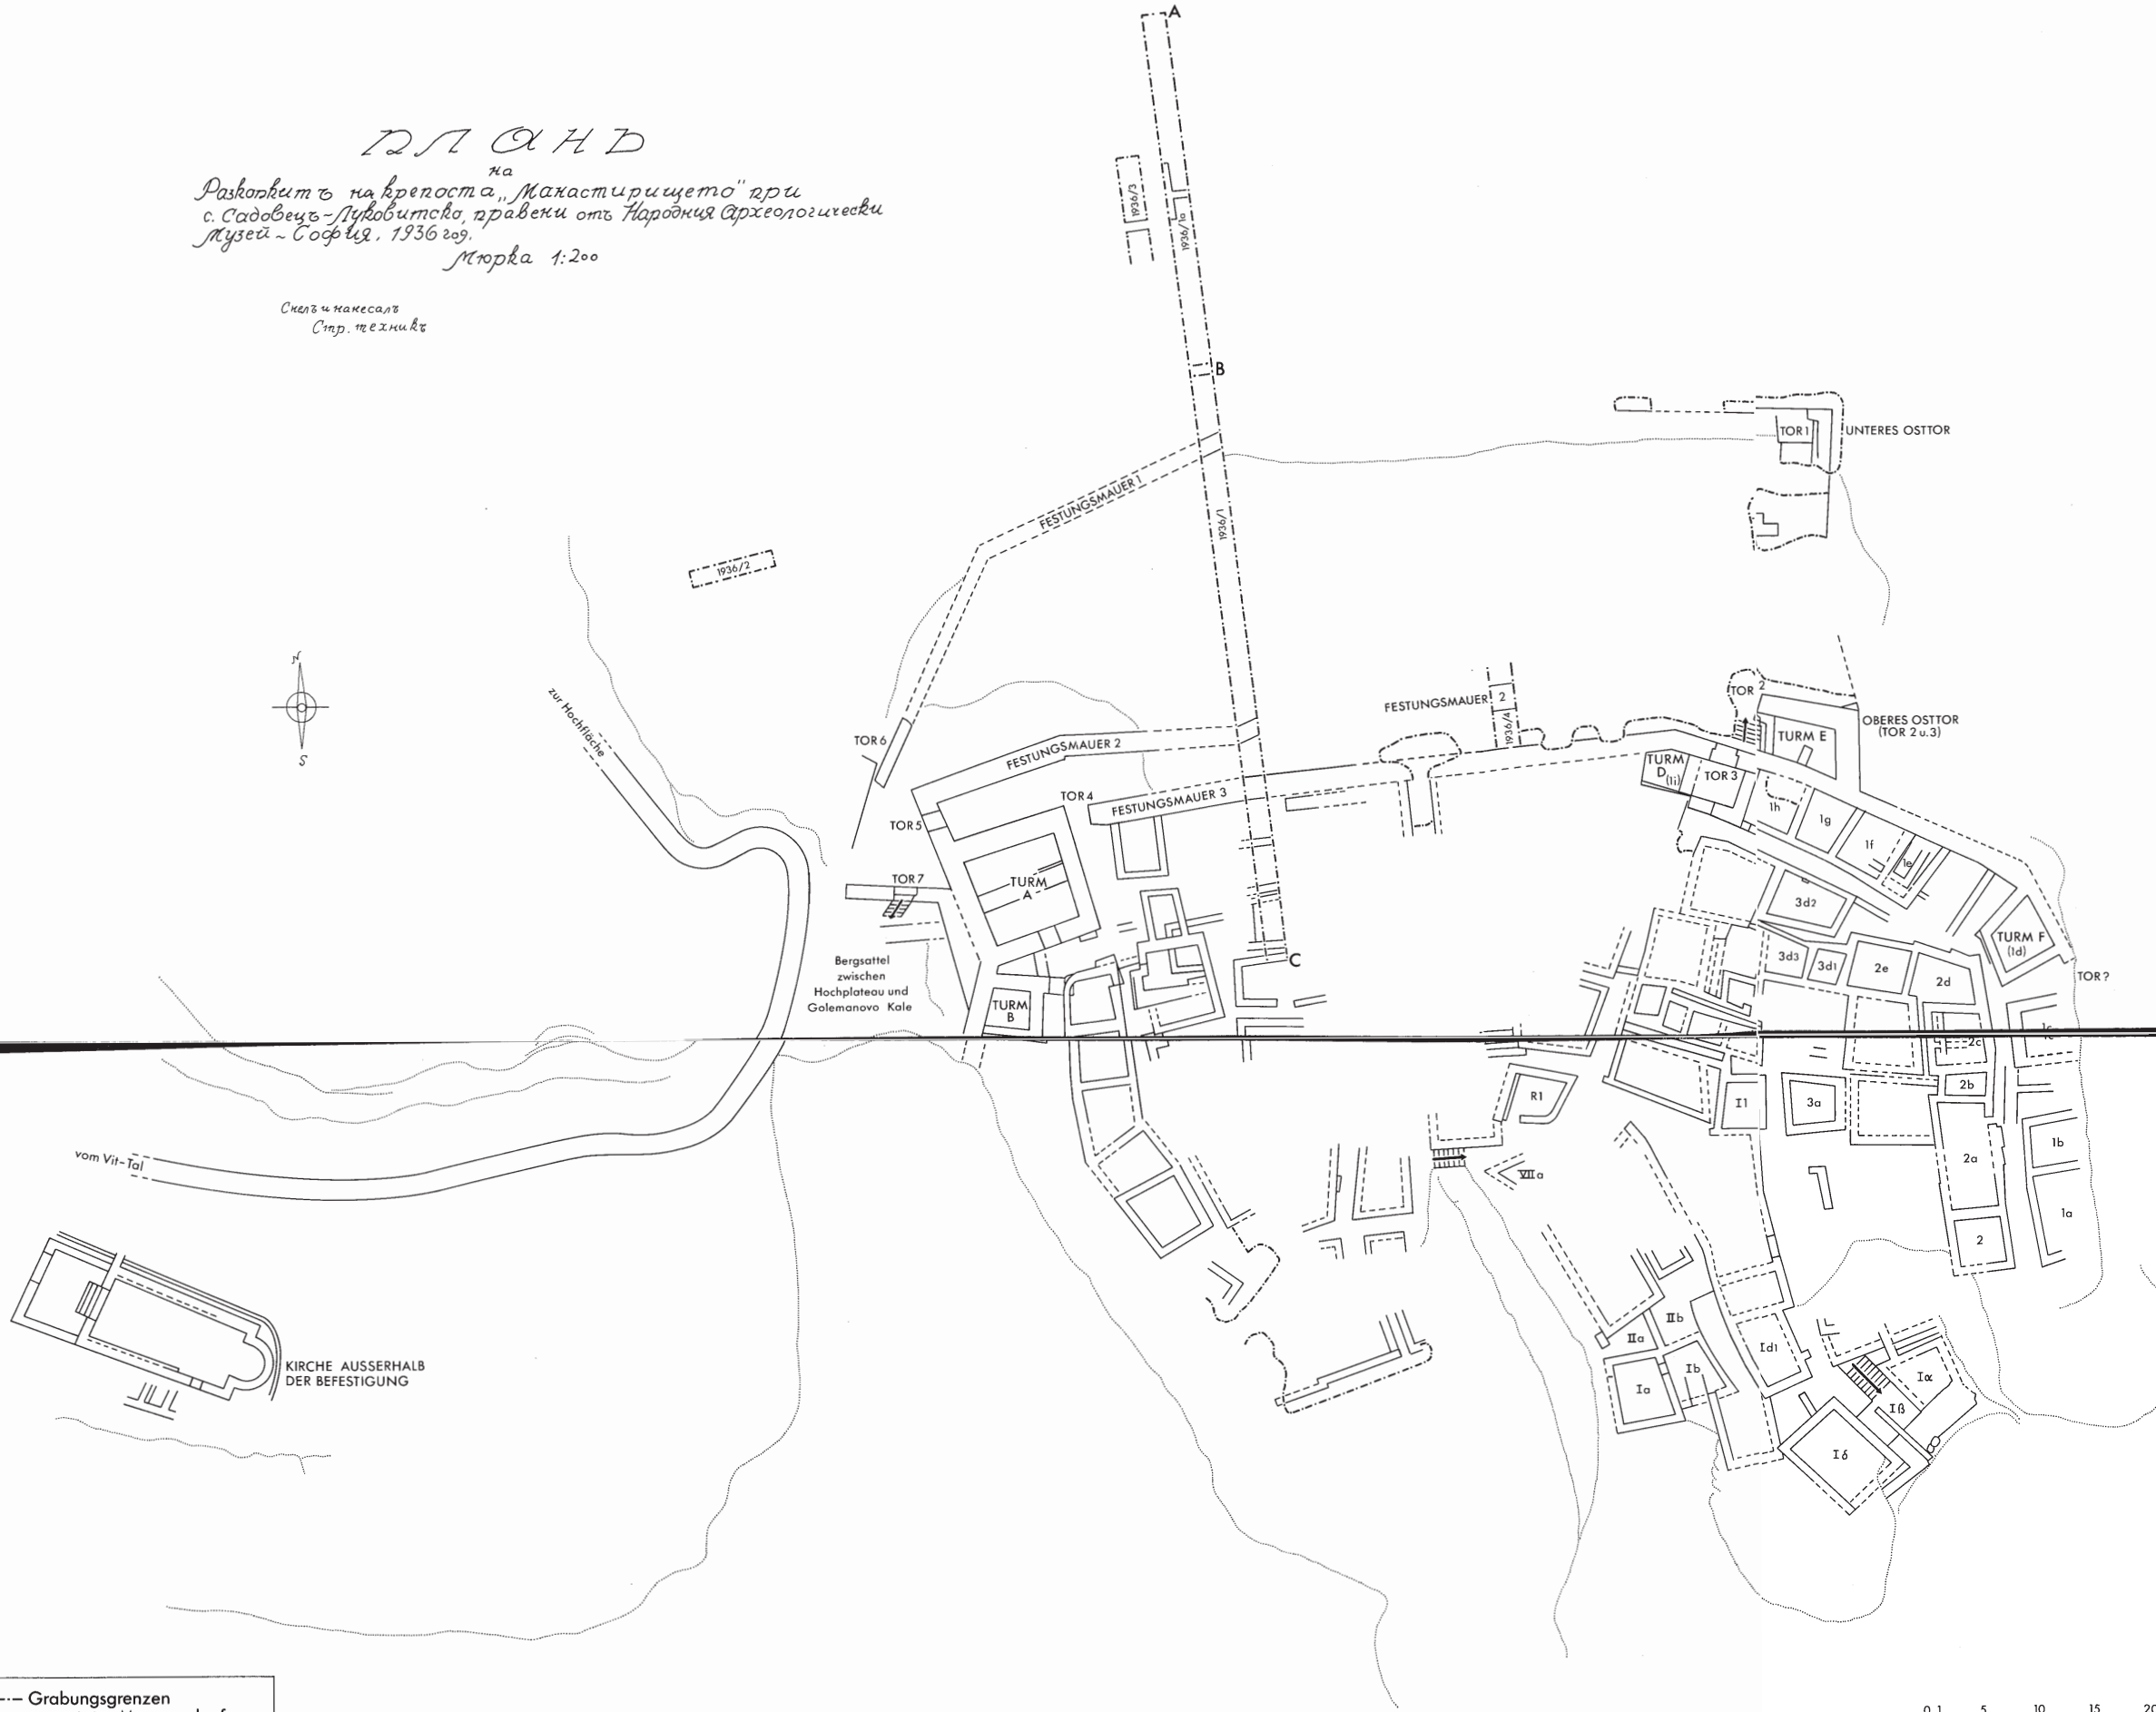 ПЛАНЪ
на
Разкопкитъ на крепоста „Манастирището" при
с. Садовецъ-Луковитско, правени отъ Народния Археологически
Музей - София. 1936 год.
Мюрка 1:200
Снелъ и нанесалъ
Стр. техникъ
A
1936/3
1936/1a
B
TOR 1
UNTERES OSTTOR
FESTUNGSMAUER 1
1936/1
1936/2
N
S
zur Hochfläche
FESTUNGSMAUER 2
1936/4
TOR 2
OBERES OSTTOR
(TOR 2 u.3)
TURM E
TOR 6
FESTUNGSMAUER 2
TURM
D (1i)
TOR 3
TOR 4
FESTUNGSMAUER 3
TOR 5
1h
1g
1f
1e
TOR 7
TURM
A
3d2
TURM F
(1d)
C
Bergsattel
zwischen
Hochplateau und
Golemanovo Kale
3d3
3d1
2e
2d
TOR?
TURM
B
1c
2c
2b
R1
I1
3a
1b
2a
vom Vit-Tal
VIIa
1a
2
IIb
IIa
Id1
Ib
Ia
Iα
Iß
Iδ
KIRCHE AUSSERHALB
DER BEFESTIGUNG
Grabungsgrenzen
0 1 5 10 15 20